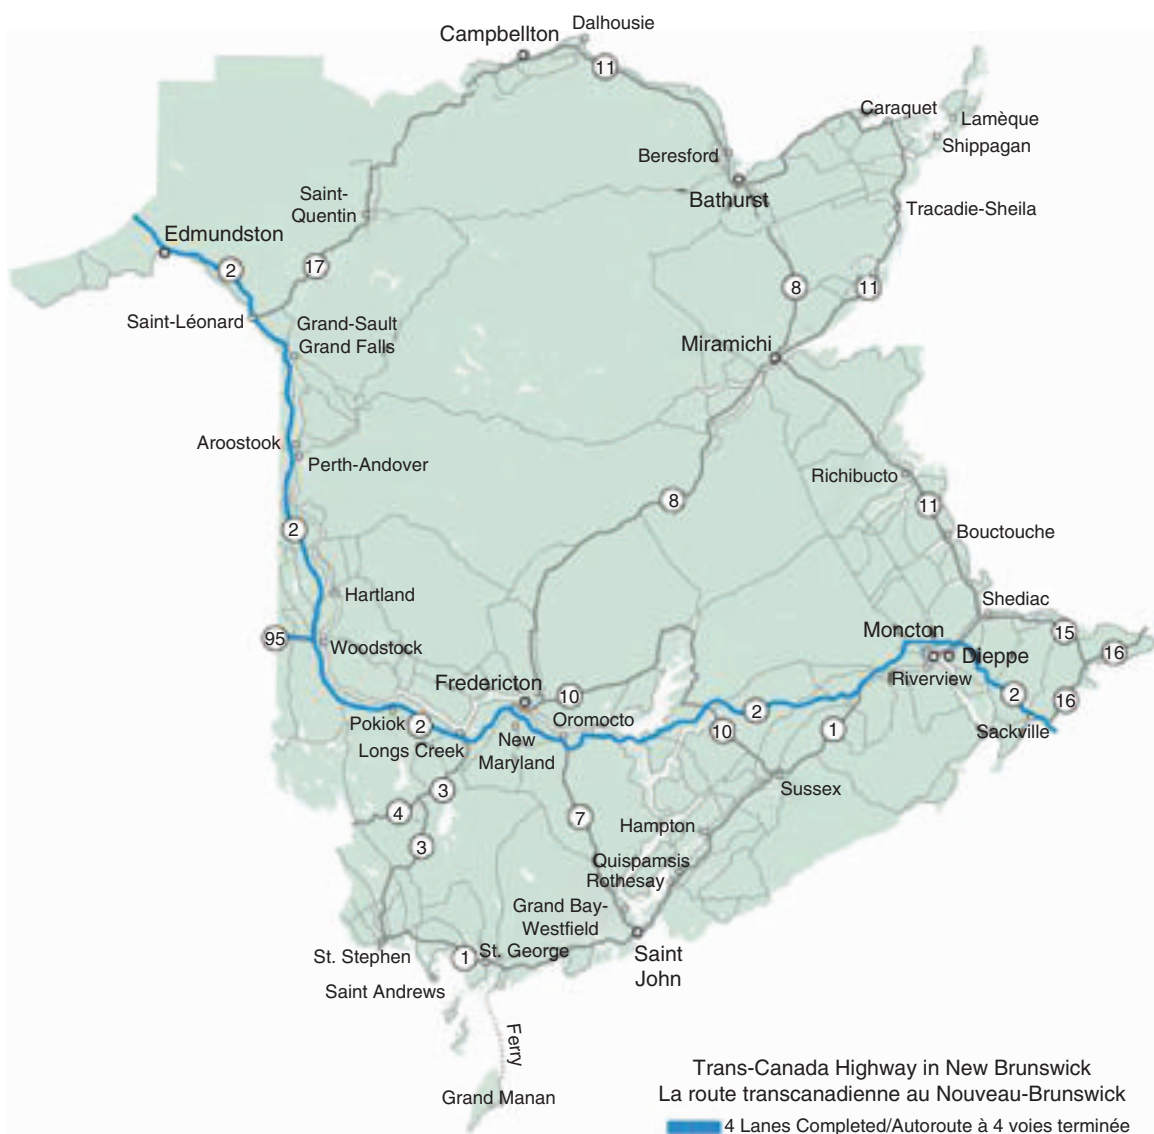 Dalhousie
Campbellton
11
Caraquet
Lamèque
Shippagan
Beresford
Bathurst
Saint-
Quentin
Tracadie-Sheila
Edmundston
2
17
8
11
Saint-Léonard
Grand-Sault
Grand Falls
Miramichi
Aroostook
Perth-Andover
Richibucto
8
11
2
Bouctouche
Hartland
Shediac
95
Woodstock
Moncton
15
16
Dieppe
Riverview
Fredericton
10
2
16
Pokiok
2
Oromocto
2
10
1
Sackville
Longs Creek
New
Maryland
Sussex
3
4
7
Hampton
3
Quispamsis
Rothesay
Grand Bay-
Westfield
St. Stephen
1
St. George
Saint
John
Saint Andrews
Ferry
Grand Manan
Trans-Canada Highway in New Brunswick
La route transcanadienne au Nouveau-Brunswick
4 Lanes Completed/Autoroute à 4 voies terminée